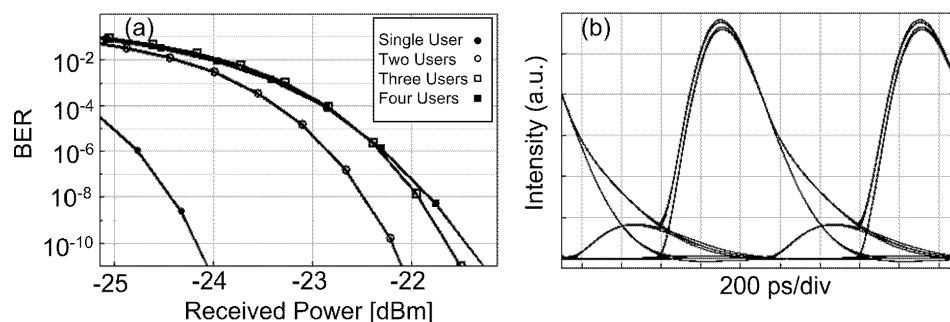 (a)
Single User
Two Users
Three Users
Four Users
10-2
10-4
10-6
10-8
10-10
BER
-25
-24
-23
-22
Received Power [dBm]
(b)
Intensity (a.u.)
200 ps/div